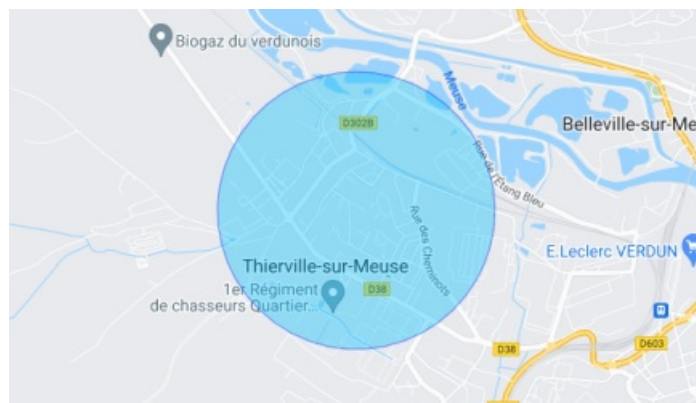 Biogaz du verdunois
Meuse
D302B
Belleville-sur-Me
Rue de l'Étang Bleu
Rue des Cheminots
E.Leclerc VERDUN
Thierville-sur-Meuse
1er Régiment
de chasseurs Quartier...
D38
D38
D603